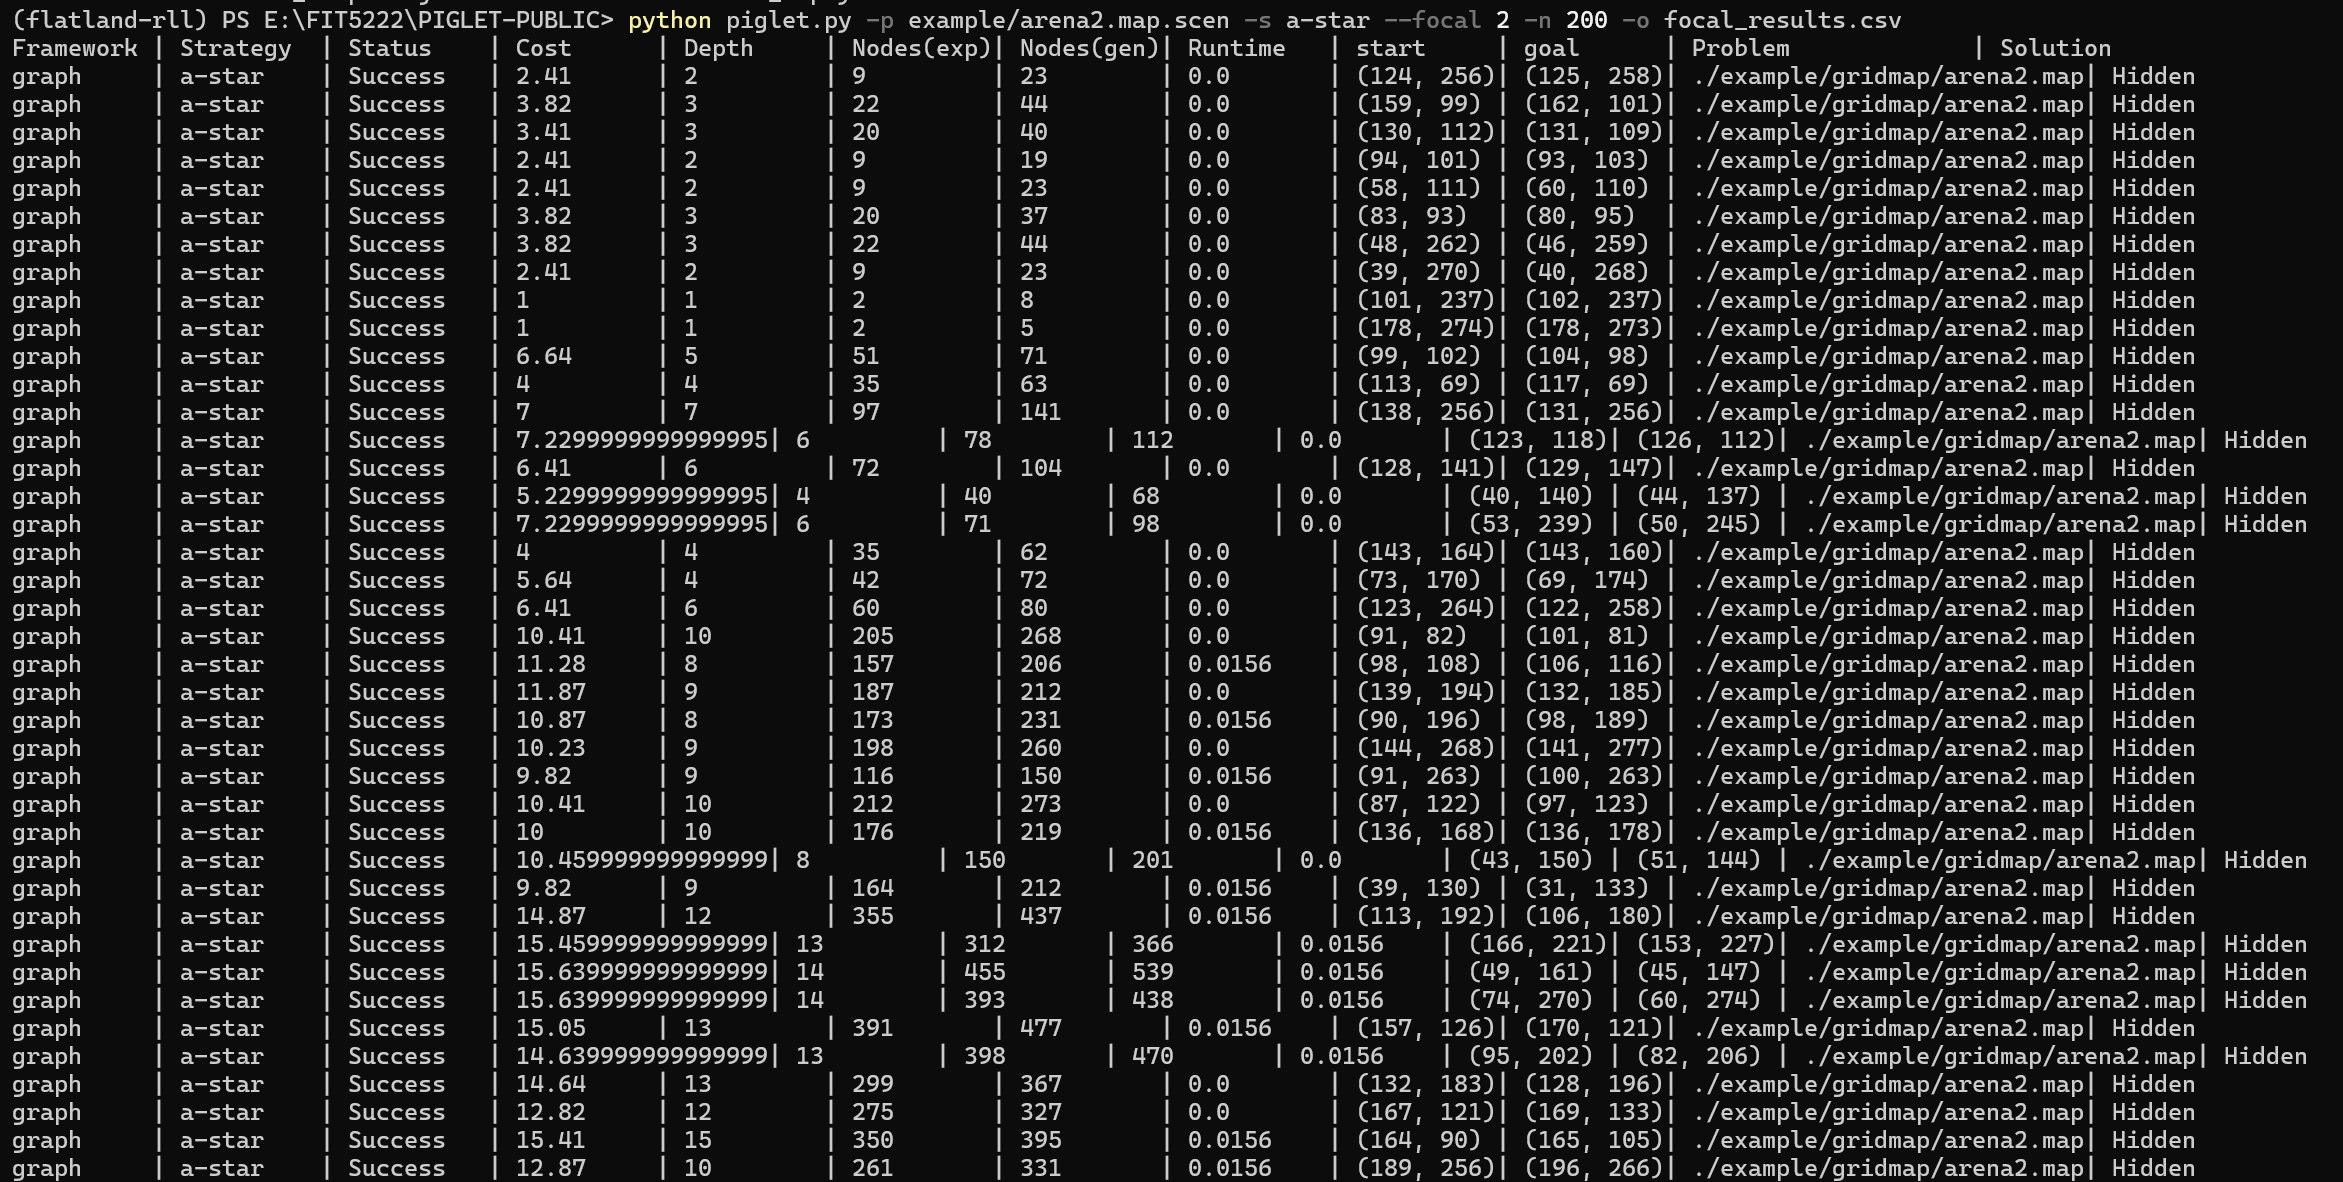 (flatland-rll) PS E:\FIT5222\PIGLET-PUBLIC> python piglet.py -p example/arena2.map.scen -s a-star --focal 2 -n 200 -o focal_results.csv
Framework | Strategy | Status | Cost | Depth | Nodes(exp)| Nodes(gen)| Runtime | start | goal | Problem | Solution
graph | a-star | Success | 2.41 | 2 | 9 | 23 | 0.0 | (124, 256)| (125, 258)| ./example/gridmap/arena2.map| Hidden
graph | a-star | Success | 3.82 | 3 | 22 | 44 | 0.0 | (159, 99) | (162, 101)| ./example/gridmap/arena2.map| Hidden
graph | a-star | Success | 3.41 | 3 | 20 | 40 | 0.0 | (130, 112)| (131, 109)| ./example/gridmap/arena2.map| Hidden
graph | a-star | Success | 2.41 | 2 | 9 | 19 | 0.0 | (94, 101) | (93, 103) | ./example/gridmap/arena2.map| Hidden
graph | a-star | Success | 2.41 | 2 | 9 | 23 | 0.0 | (58, 111) | (60, 110) | ./example/gridmap/arena2.map| Hidden
graph | a-star | Success | 3.82 | 3 | 20 | 37 | 0.0 | (83, 93) | (80, 95) | ./example/gridmap/arena2.map| Hidden
graph | a-star | Success | 3.82 | 3 | 22 | 44 | 0.0 | (48, 262) | (46, 259) | ./example/gridmap/arena2.map| Hidden
graph | a-star | Success | 2.41 | 2 | 9 | 23 | 0.0 | (39, 270) | (40, 268) | ./example/gridmap/arena2.map| Hidden
graph | a-star | Success | 1 | 1 | 2 | 8 | 0.0 | (101, 237)| (102, 237)| ./example/gridmap/arena2.map| Hidden
graph | a-star | Success | 1 | 1 | 2 | 5 | 0.0 | (178, 274)| (178, 273)| ./example/gridmap/arena2.map| Hidden
graph | a-star | Success | 6.64 | 5 | 51 | 71 | 0.0 | (99, 102) | (104, 98) | ./example/gridmap/arena2.map| Hidden
graph | a-star | Success | 4 | 4 | 35 | 63 | 0.0 | (113, 69) | (117, 69) | ./example/gridmap/arena2.map| Hidden
graph | a-star | Success | 7 | 7 | 97 | 141 | 0.0 | (138, 256)| (131, 256)| ./example/gridmap/arena2.map| Hidden
graph | a-star | Success | 7.2299999999999995| 6 | 78 | 112 | 0.0 | (123, 118)| (126, 112)| ./example/gridmap/arena2.map| Hidden
graph | a-star | Success | 6.41 | 6 | 72 | 104 | 0.0 | (128, 141)| (129, 147)| ./example/gridmap/arena2.map| Hidden
graph | a-star | Success | 5.2299999999999995| 4 | 40 | 68 | 0.0 | (40, 140) | (44, 137) | ./example/gridmap/arena2.map| Hidden
graph | a-star | Success | 7.2299999999999995| 6 | 71 | 98 | 0.0 | (53, 239) | (50, 245) | ./example/gridmap/arena2.map| Hidden
graph | a-star | Success | 4 | 4 | 35 | 62 | 0.0 | (143, 164)| (143, 160)| ./example/gridmap/arena2.map| Hidden
graph | a-star | Success | 5.64 | 4 | 42 | 72 | 0.0 | (73, 170) | (69, 174) | ./example/gridmap/arena2.map| Hidden
graph | a-star | Success | 6.41 | 6 | 60 | 80 | 0.0 | (123, 264)| (122, 258)| ./example/gridmap/arena2.map| Hidden
graph | a-star | Success | 10.41 | 10 | 205 | 268 | 0.0 | (91, 82) | (101, 81) | ./example/gridmap/arena2.map| Hidden
graph | a-star | Success | 11.28 | 8 | 157 | 206 | 0.0156 | (98, 108) | (106, 116)| ./example/gridmap/arena2.map| Hidden
graph | a-star | Success | 11.87 | 9 | 187 | 212 | 0.0 | (139, 194)| (132, 185)| ./example/gridmap/arena2.map| Hidden
graph | a-star | Success | 10.87 | 8 | 173 | 231 | 0.0156 | (90, 196) | (98, 189) | ./example/gridmap/arena2.map| Hidden
graph | a-star | Success | 10.23 | 9 | 198 | 260 | 0.0 | (144, 268)| (141, 277)| ./example/gridmap/arena2.map| Hidden
graph | a-star | Success | 9.82 | 9 | 116 | 150 | 0.0156 | (91, 263) | (100, 263)| ./example/gridmap/arena2.map| Hidden
graph | a-star | Success | 10.41 | 10 | 212 | 273 | 0.0 | (87, 122) | (97, 123) | ./example/gridmap/arena2.map| Hidden
graph | a-star | Success | 10 | 10 | 176 | 219 | 0.0156 | (136, 168)| (136, 178)| ./example/gridmap/arena2.map| Hidden
graph | a-star | Success | 10.459999999999999| 8 | 150 | 201 | 0.0 | (43, 150) | (51, 144) | ./example/gridmap/arena2.map| Hidden
graph | a-star | Success | 9.82 | 9 | 164 | 212 | 0.0156 | (39, 130) | (31, 133) | ./example/gridmap/arena2.map| Hidden
graph | a-star | Success | 14.87 | 12 | 355 | 437 | 0.0156 | (113, 192)| (106, 180)| ./example/gridmap/arena2.map| Hidden
graph | a-star | Success | 15.459999999999999| 13 | 312 | 366 | 0.0156 | (166, 221)| (153, 227)| ./example/gridmap/arena2.map| Hidden
graph | a-star | Success | 15.639999999999999| 14 | 455 | 539 | 0.0156 | (49, 161) | (45, 147) | ./example/gridmap/arena2.map| Hidden
graph | a-star | Success | 15.639999999999999| 14 | 393 | 438 | 0.0156 | (74, 270) | (60, 274) | ./example/gridmap/arena2.map| Hidden
graph | a-star | Success | 15.05 | 13 | 391 | 477 | 0.0156 | (157, 126)| (170, 121)| ./example/gridmap/arena2.map| Hidden
graph | a-star | Success | 14.639999999999999| 13 | 398 | 470 | 0.0156 | (95, 202) | (82, 206) | ./example/gridmap/arena2.map| Hidden
graph | a-star | Success | 14.64 | 13 | 299 | 367 | 0.0 | (132, 183)| (128, 196)| ./example/gridmap/arena2.map| Hidden
graph | a-star | Success | 12.82 | 12 | 275 | 327 | 0.0 | (167, 121)| (169, 133)| ./example/gridmap/arena2.map| Hidden
graph | a-star | Success | 15.41 | 15 | 350 | 395 | 0.0156 | (164, 90) | (165, 105)| ./example/gridmap/arena2.map| Hidden
graph | a-star | Success | 12.87 | 10 | 261 | 331 | 0.0156 | (189, 256)| (196, 266)| ./example/gridmap/arena2.map| Hidden